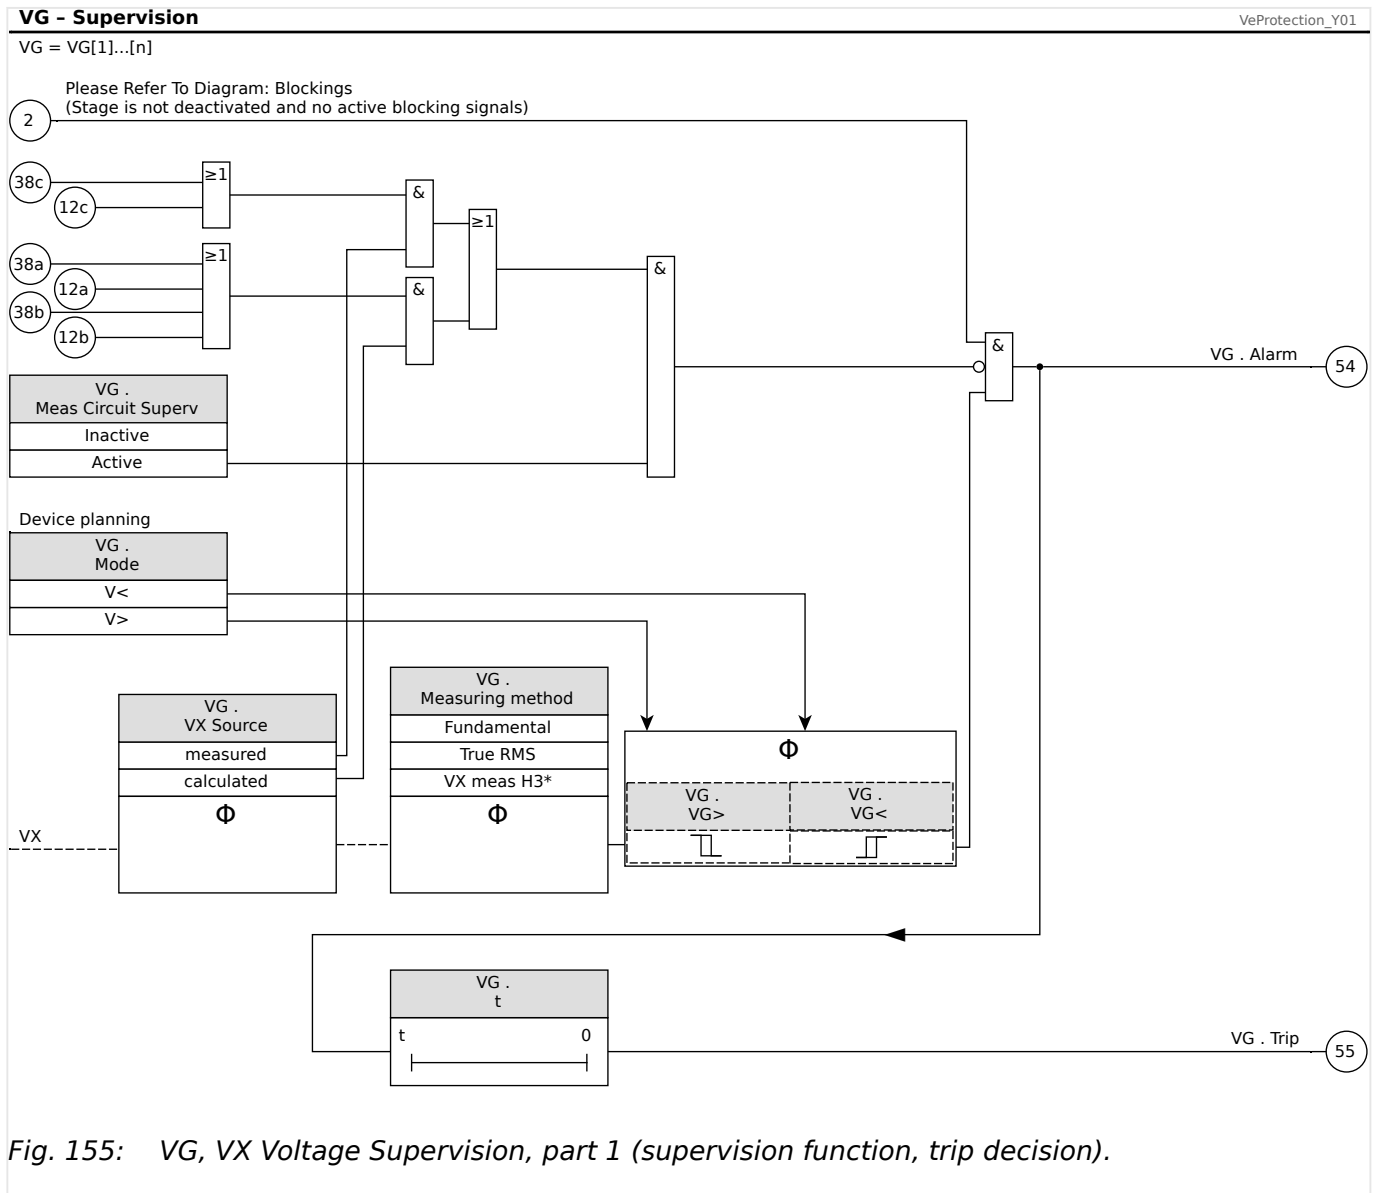 VG – Supervision
VeProtection_Y01
VG = VG[1]...[n]
Please Refer To Diagram: Blockings
(Stage is not deactivated and no active blocking signals)
2
38c
≥1
12c
&
≥1
38a
≥1
12a
38b
12b
&
&
&
VG . Alarm
54
VG .
Meas Circuit Superv
Inactive
Active
Device planning
VG .
Mode
V<
V>
VG .
VX Source
measured
calculated
Φ
VX
VG .
Measuring method
Fundamental
True RMS
VX meas H3*
Φ
Φ
VG .
VG>
VG .
VG<
VG .
t
t 0
VG . Trip
55
Fig. 155: VG, VX Voltage Supervision, part 1 (supervision function, trip decision).